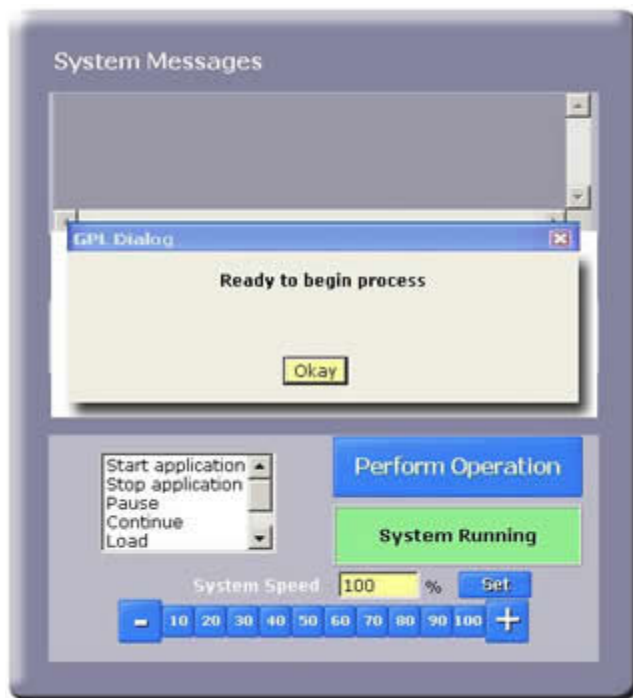 System Messages
GPL Dialog
Ready to begin process
Okay
Start application
Stop application
Pause
Continue
Load
Perform Operation
System Running
System Speed 100 % Set
- 10 20 30 40 50 60 70 80 90 100 +